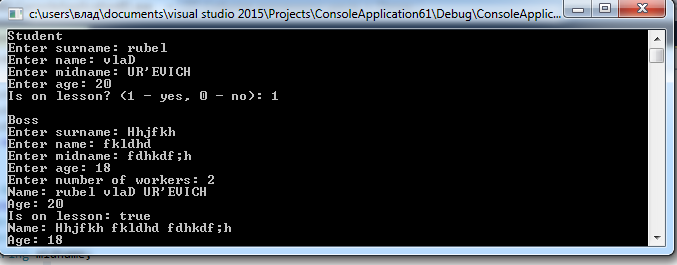 c:\users\влад\documents\visual studio 2015\Projects\ConsoleApplication61\Debug\ConsoleApplic...
Student
Enter surname: rubel
Enter name: vlaD
Enter midname: UR'EVICH
Enter age: 20
Is on lesson? (1 - yes, 0 - no): 1
Boss
Enter surname: Hhjfkh
Enter name: fkldhd
Enter midname: fdhkdf;h
Enter age: 18
Enter number of workers: 2
Name: rubel vlaD UR'EVICH
Age: 20
Is on lesson: true
Name: Hhjfkh fkldhd fdhkdf;h
Age: 18